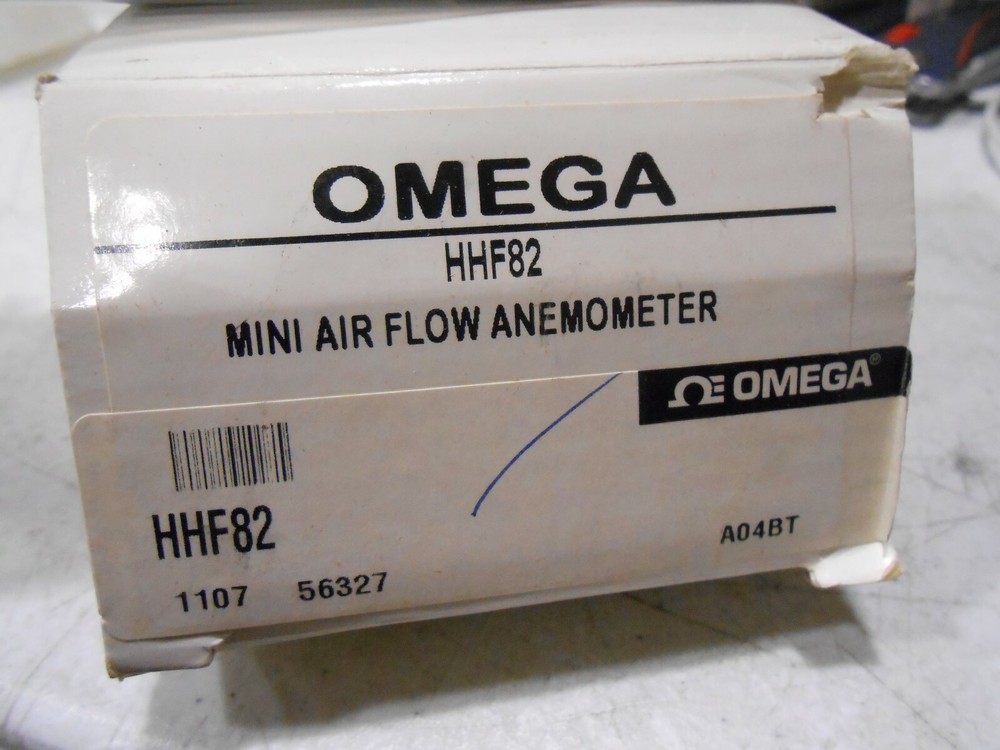 OMEGA
HHF82
MINI AIR FLOW ANEMOMETER
OMEGA®
HHF82
A04BT
1107 56327